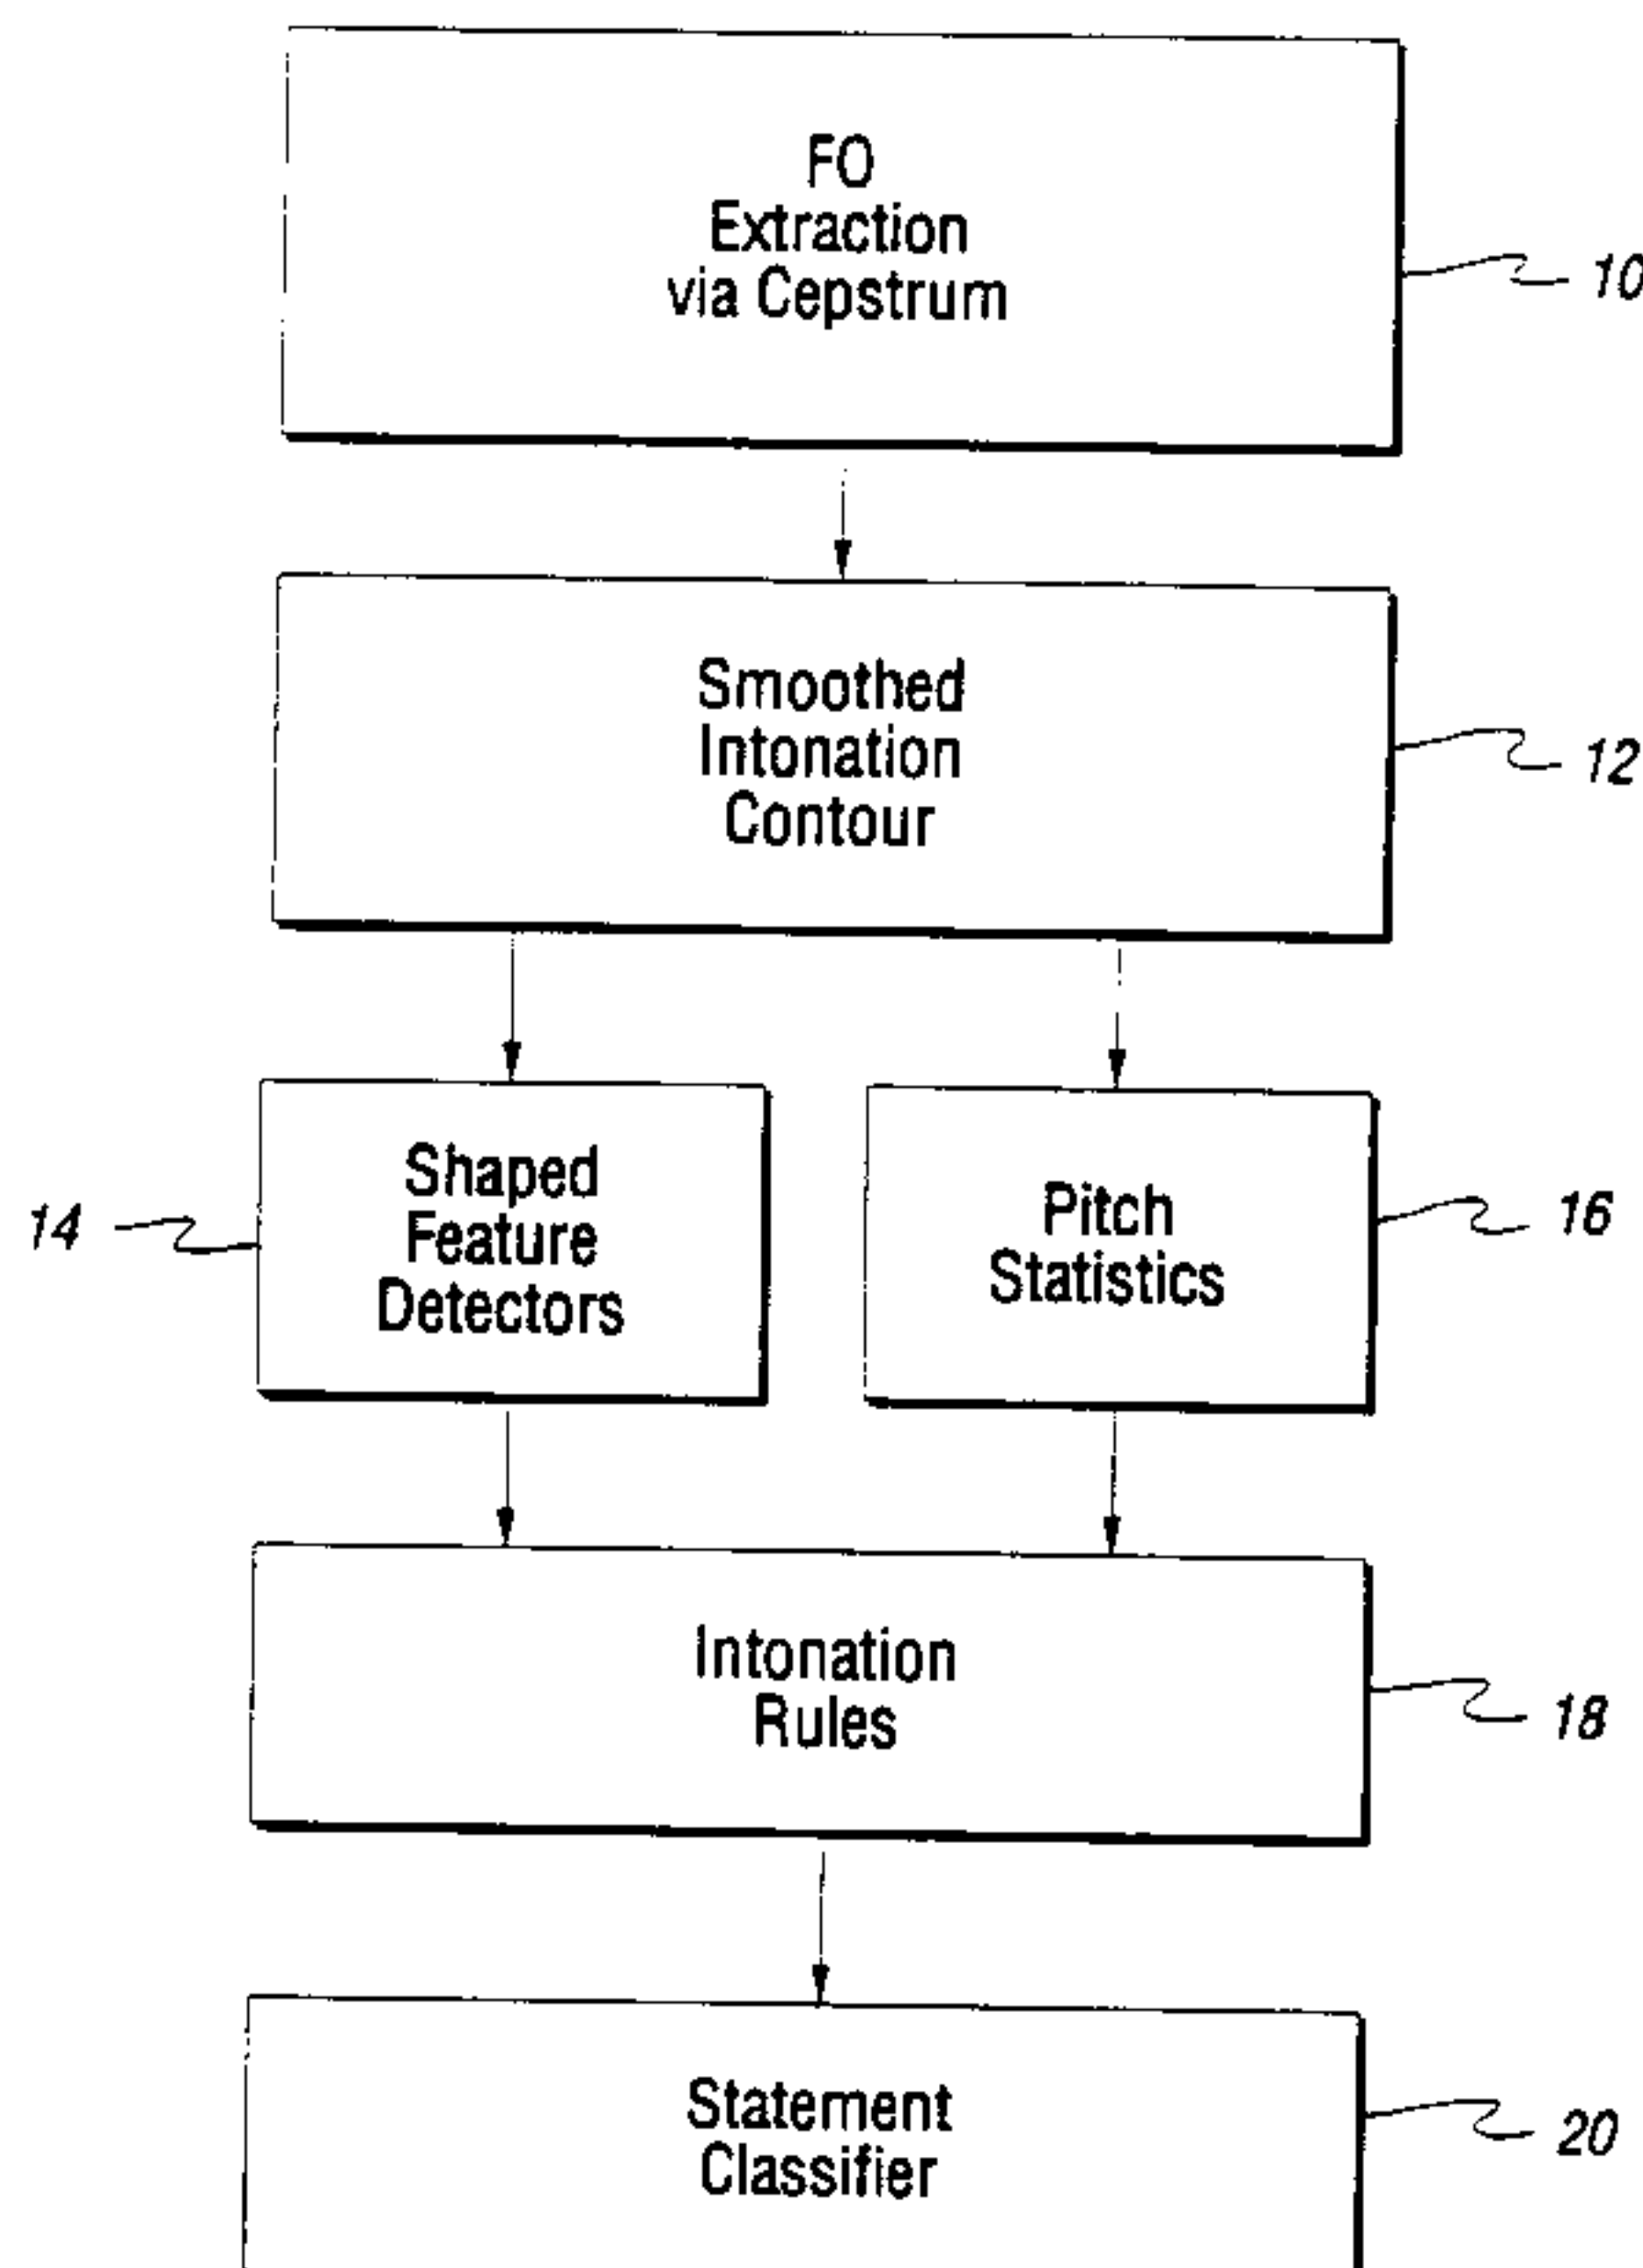 FO
Extraction
via Cepstrum
10
Smoothed
Intonation
Contour
12
14
Shaped
Feature
Detectors
Pitch
Statistics
16
Intonation
Rules
18
Statement
Classifier
20